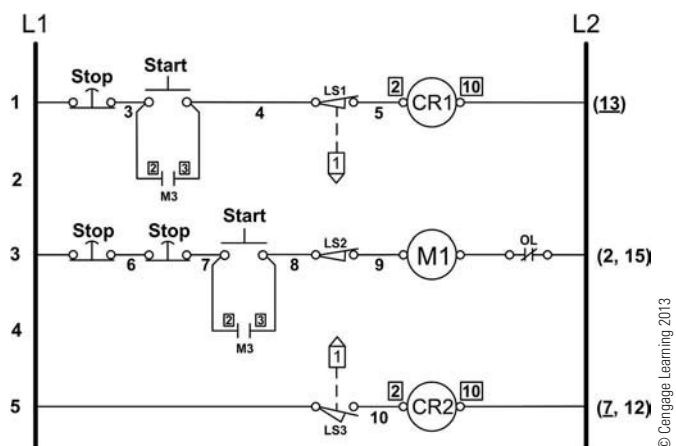 L1 L2
Start
Stop LS1 2 10
1 3 4 5 CR1 (13)
2 3 1
2 M3
Start
Stop Stop LS2 OL
3 6 7 8 9 M1 (2, 15)
2 3
4 M3 1
2 10
5 10 CR2 (7, 12)
LS3
© Cengage Learning 2013